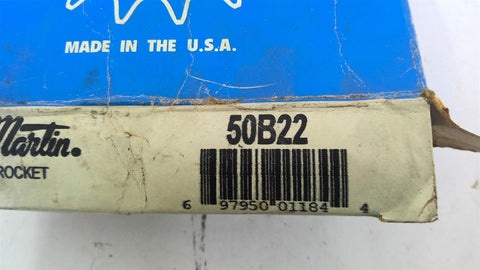 MADE IN THE U.S.A.
Martin.
ROCKET
50B22
6 97950 01184 4